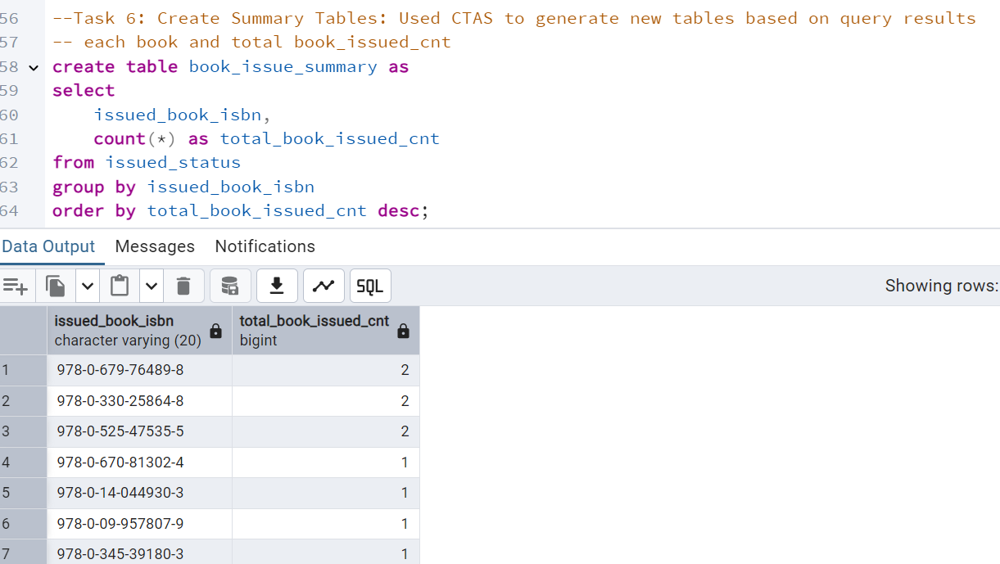 56 --Task 6: Create Summary Tables: Used CTAS to generate new tables based on query results
57 -- each book and total book_issued_cnt
58 create table book_issue_summary as
59 select
60 issued_book_isbn,
61 count(*) as total_book_issued_cnt
62 from issued_status
63 group by issued_book_isbn
64 order by total_book_issued_cnt desc;
Data Output Messages Notifications
SQL
Showing rows:
issued_book_isbn total_book_issued_cnt
character varying (20) bigint
1 978-0-679-76489-8 2
2 978-0-330-25864-8 2
3 978-0-525-47535-5 2
4 978-0-670-81302-4 1
5 978-0-14-044930-3 1
6 978-0-09-957807-9 1
7 978-0-345-39180-3 1